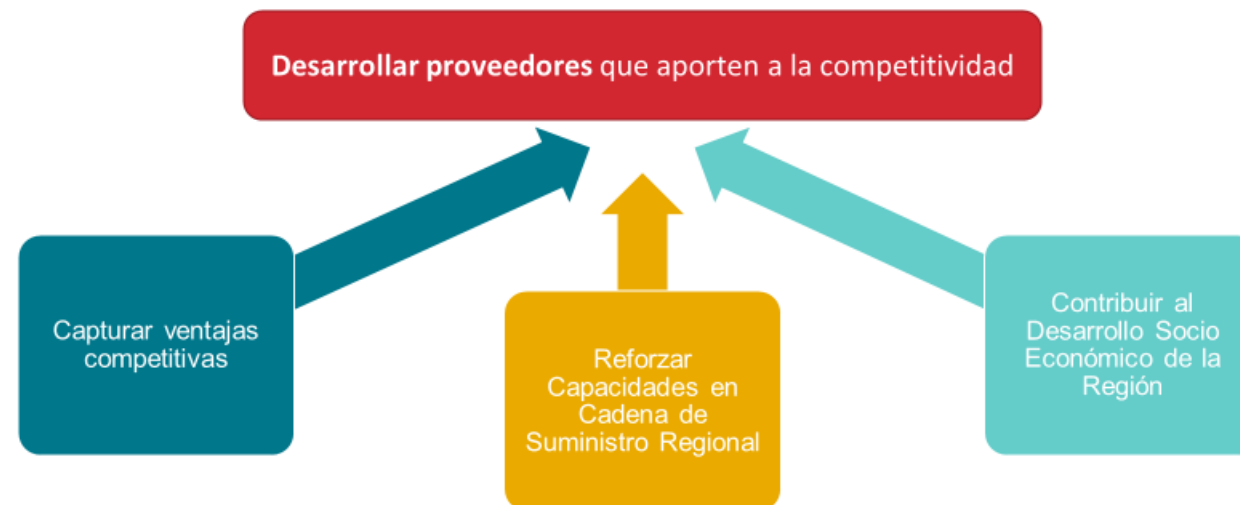 Desarrollar proveedores que aporten a la competitividad
Capturar ventajas
competitivas
Reforzar
Capacidades en
Cadena de
Suministro Regional
Contribuir al
Desarrollo Socio
Económico de la
Región